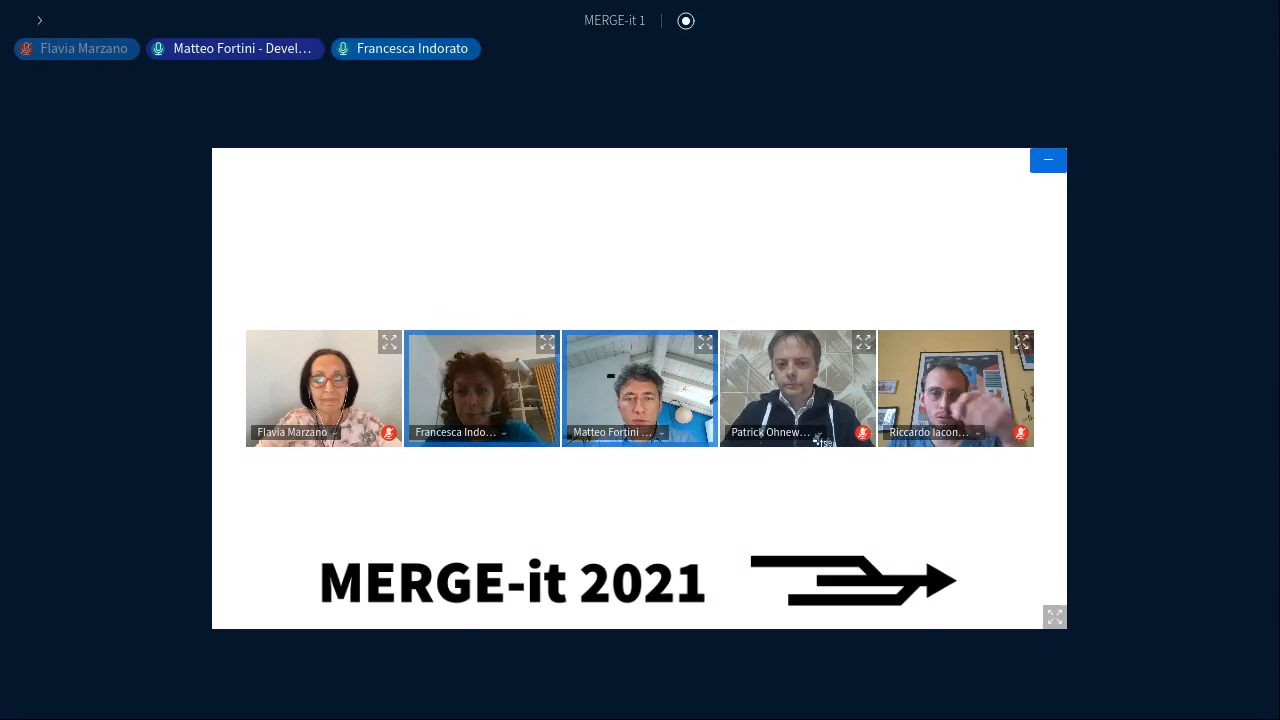 MERGE-it 1
Flavia Marzano
Matteo Fortini - Devel...
Francesca Indorato
Flavia Marzano
Francesca Indo...
Matteo Fortini ...
Patrick Ohnew...
Riccardo Iacon...
MERGE-it 2021